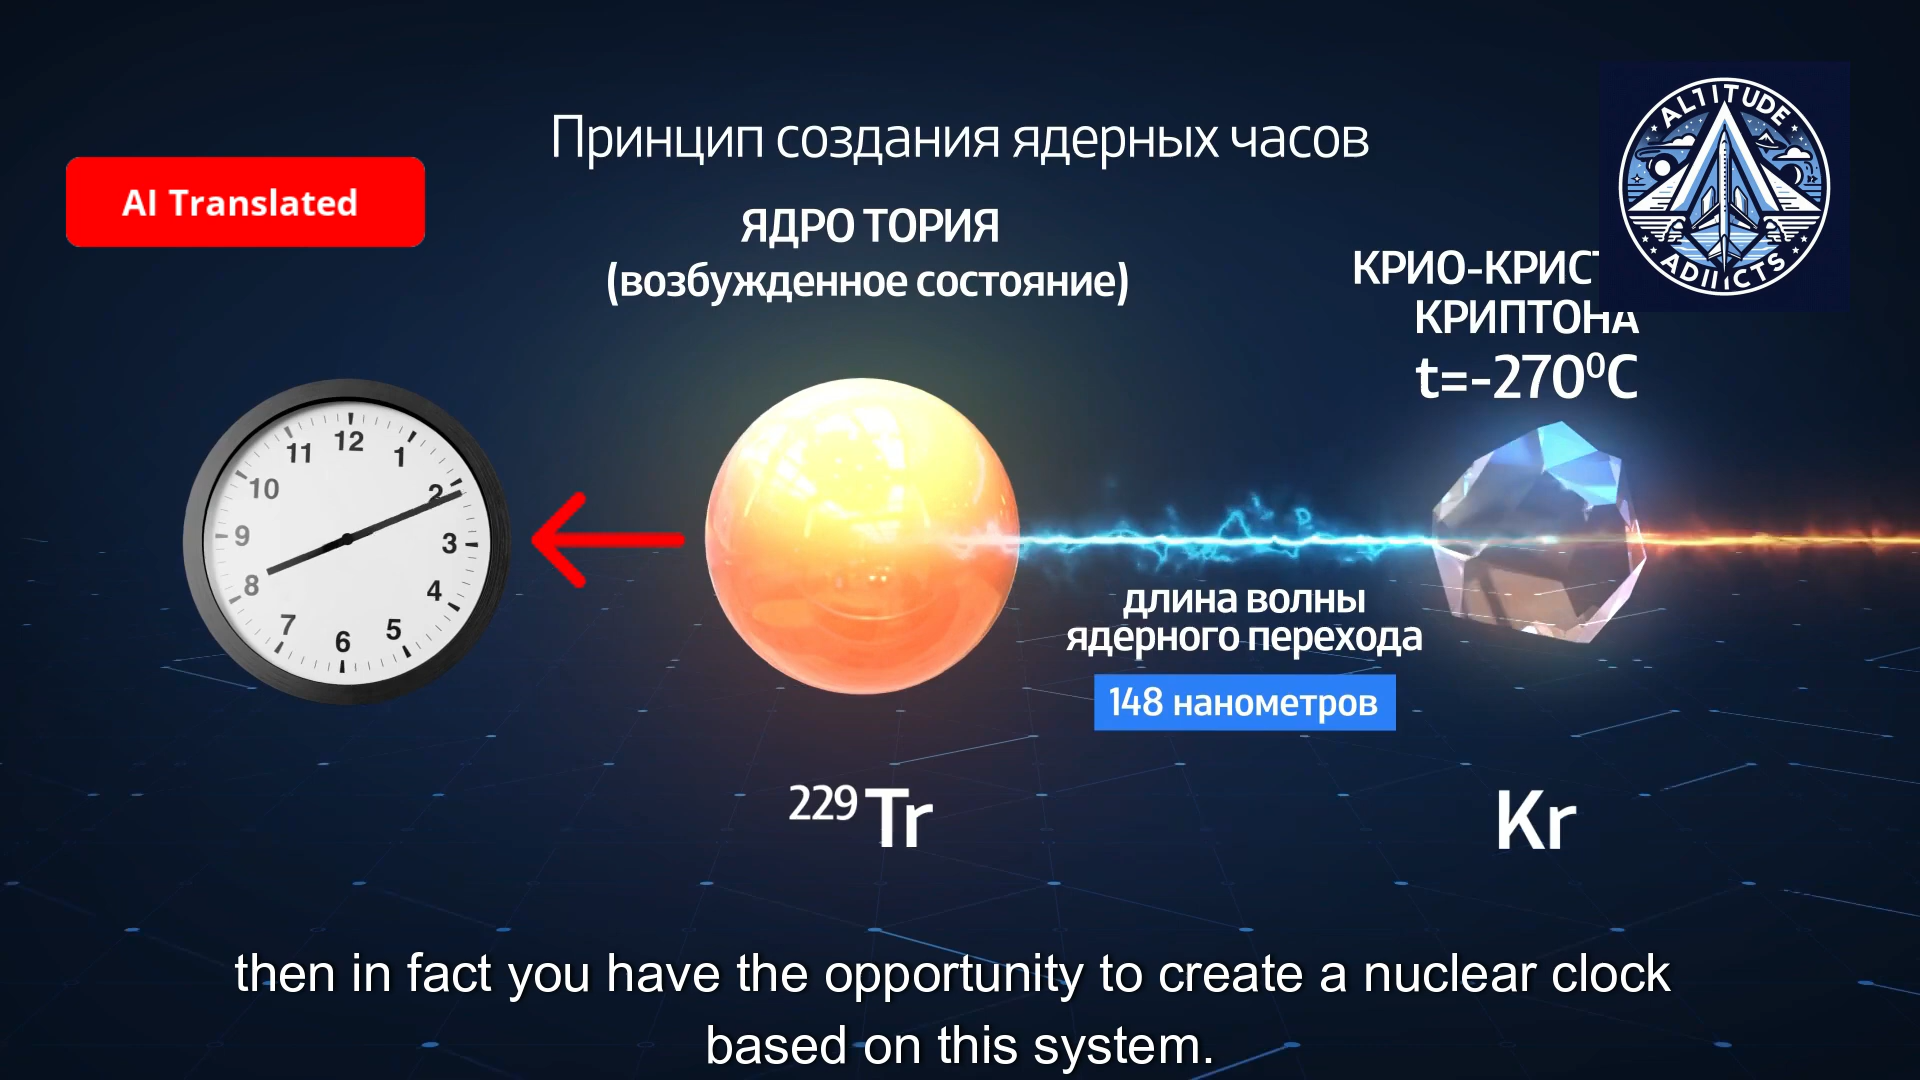 Принцип создания ядерных часов
AI Translated
ALTITUDE
ADIICTS
ЯДРО ТОРИЯ
(возбужденное состояние)
КРИО-КРИСТ
КРИПТОНА
t=-270⁰C
12
1
2
3
4
5
6
7
8
9
10
11
длина волны
ядерного перехода
148 нанометров
²²⁹Tr
Kr
then in fact you have the opportunity to create a nuclear clock
based on this system.